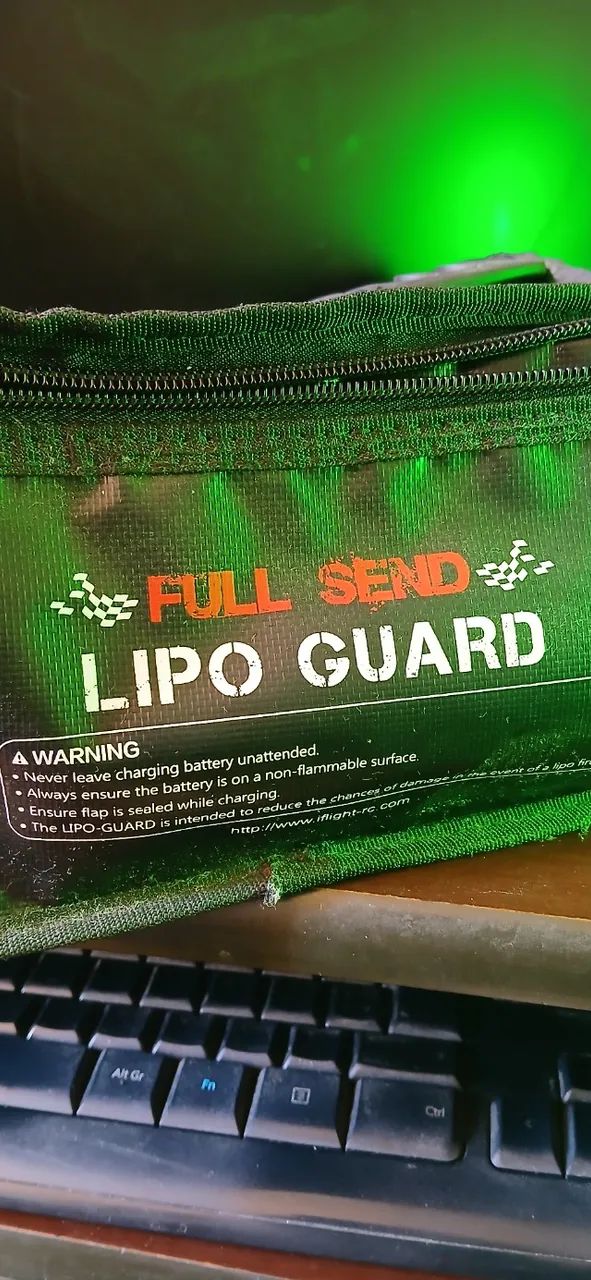 FULL SEND
LIPO GUARD
WARNING
• Never leave charging battery unattended.
• Always ensure the battery is on a non-flammable surface.
• Ensure flap is sealed while charging.
• The LIPO-GUARD is intended to reduce the chances of damage in the event of a lipo fir
http://www.iflight-rc.com
Alt Gr
Fn
Ctrl